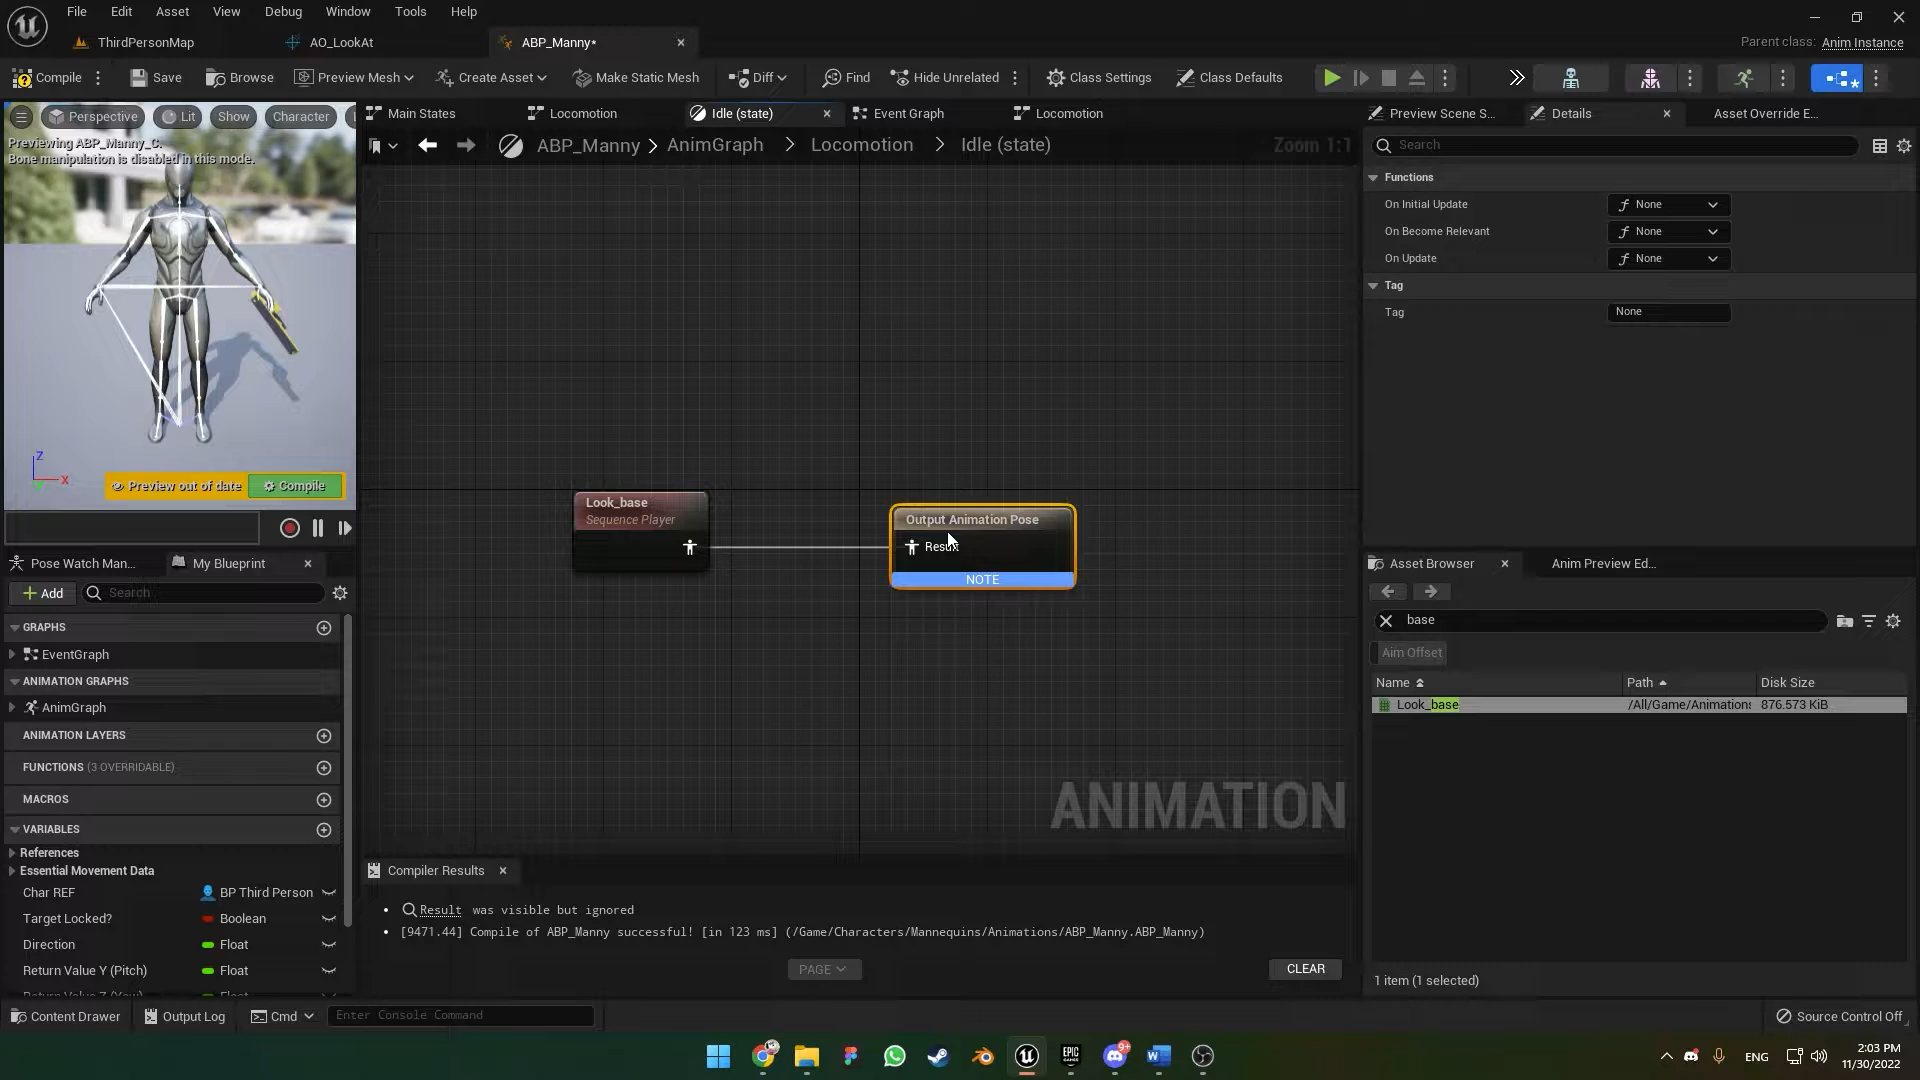 File Edit Asset View Debug Window Tools Help
ThirdPersonMap AO_LookAt ABP_Manny* Parent class: Anim Instance
Compile Save Browse Preview Mesh Create Asset Make Static Mesh Diff Find Hide Unrelated Class Settings Class Defaults
Perspective Lit Show Character
Previewing ABP_Manny_C.
Bone manipulation is disabled in this mode.
Z
X
Preview out of date Compile
Main States Locomotion Idle (state) Event Graph Locomotion
ABP_Manny > AnimGraph > Locomotion > Idle (state) Zoom 1:1
Look_base
Sequence Player
Output Animation Pose
Result
NOTE
ANIMATION
Pose Watch Man... My Blueprint
Add Search
GRAPHS
EventGraph
ANIMATION GRAPHS
AnimGraph
ANIMATION LAYERS
FUNCTIONS (3 OVERRIDABLE)
MACROS
VARIABLES
References
Essential Movement Data
Char REF BP Third Person
Target Locked? Boolean
Direction Float
Return Value Y (Pitch) Float
Return Value Z (Yaw) Float
Compiler Results
Result was visible but ignored
[9471.44] Compile of ABP_Manny successful! [in 123 ms] (/Game/Characters/Mannequins/Animations/ABP_Manny.ABP_Manny)
PAGE CLEAR
Preview Scene S... Details Asset Override E...
Search
Functions
On Initial Update None
On Become Relevant None
On Update None
Tag
Tag None
Asset Browser Anim Preview Ed...
base
Aim Offset
Name Path Disk Size
Look_base /All/Game/Animations 876.573 KiB
1 item (1 selected)
Content Drawer Output Log Cmd Enter Console Command Source Control Off
EPIC GAMES 9+ ENG 2:03 PM
11/30/2022